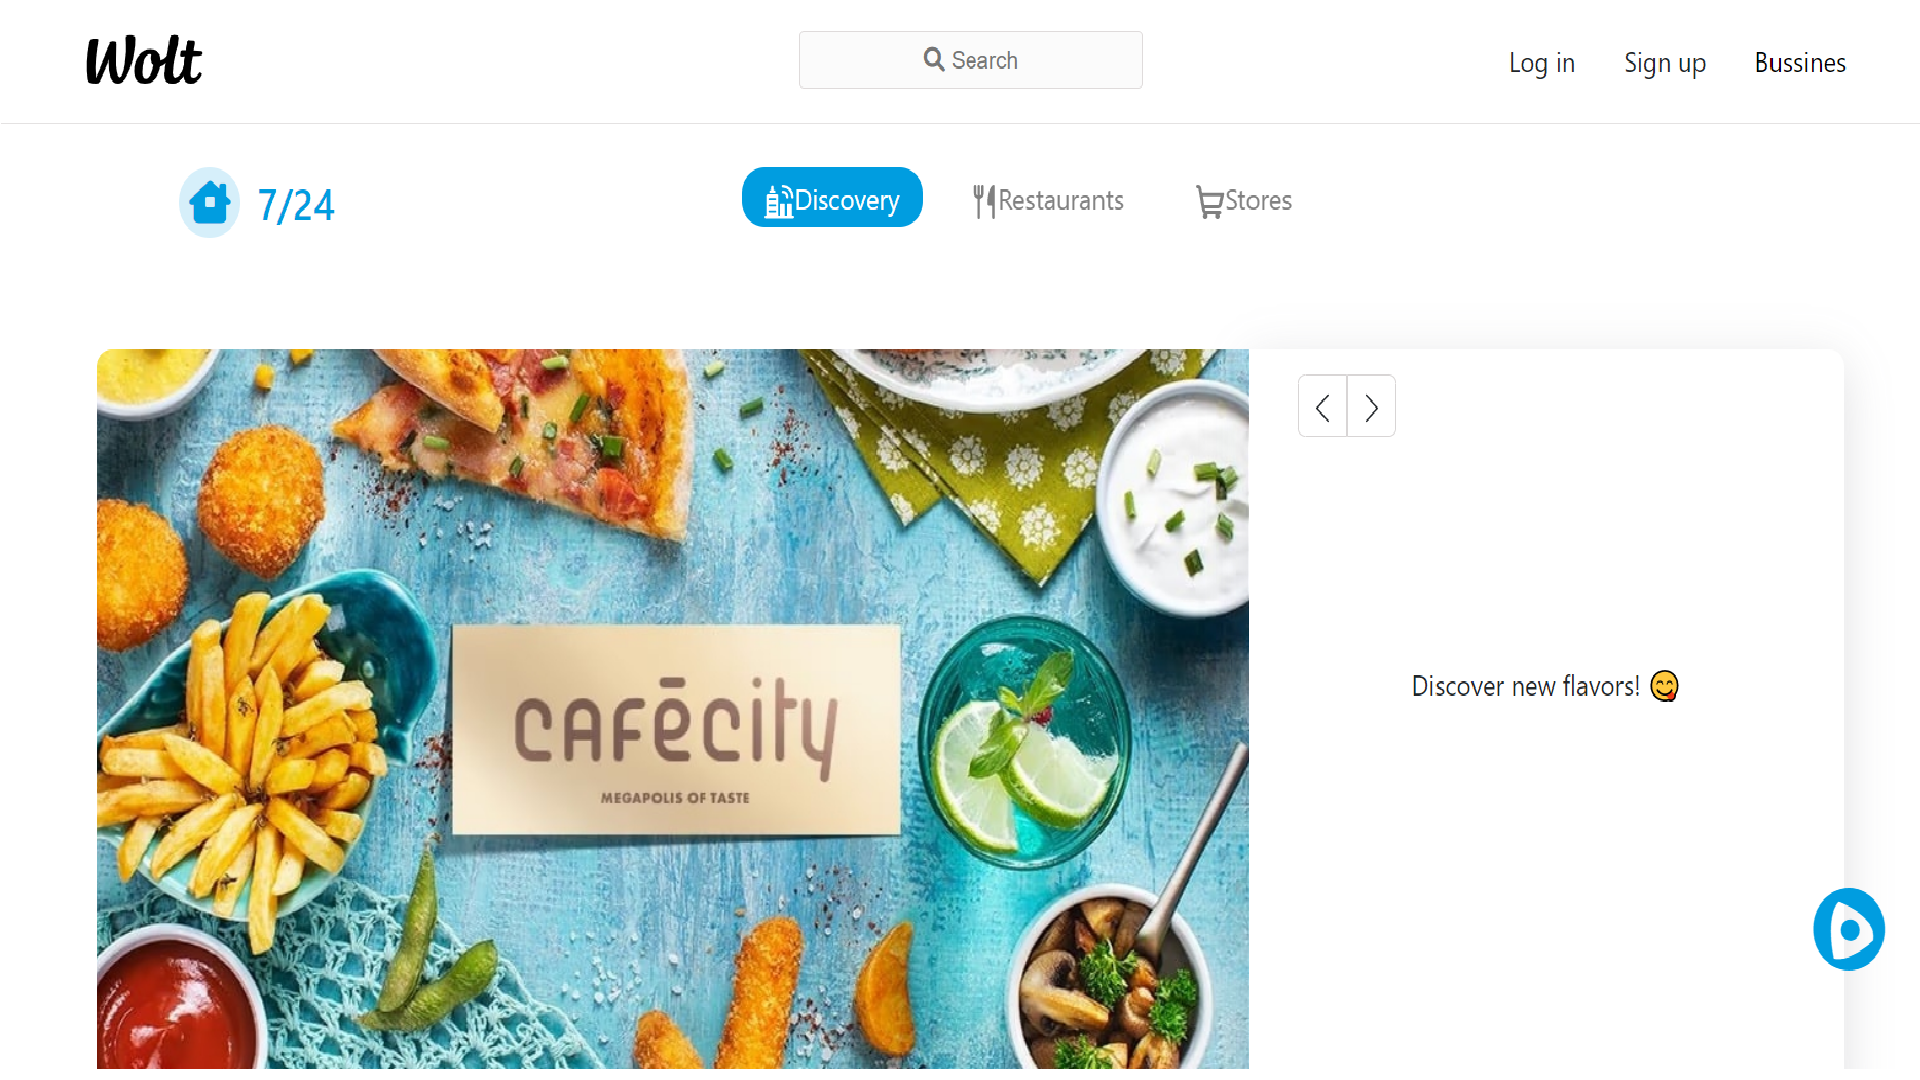 Wolt
Search
Log in
Sign up
Bussines
7/24
Discovery
Restaurants
Stores
cafēcity
MEGAPOLIS OF TASTE
Discover new flavors! 😋